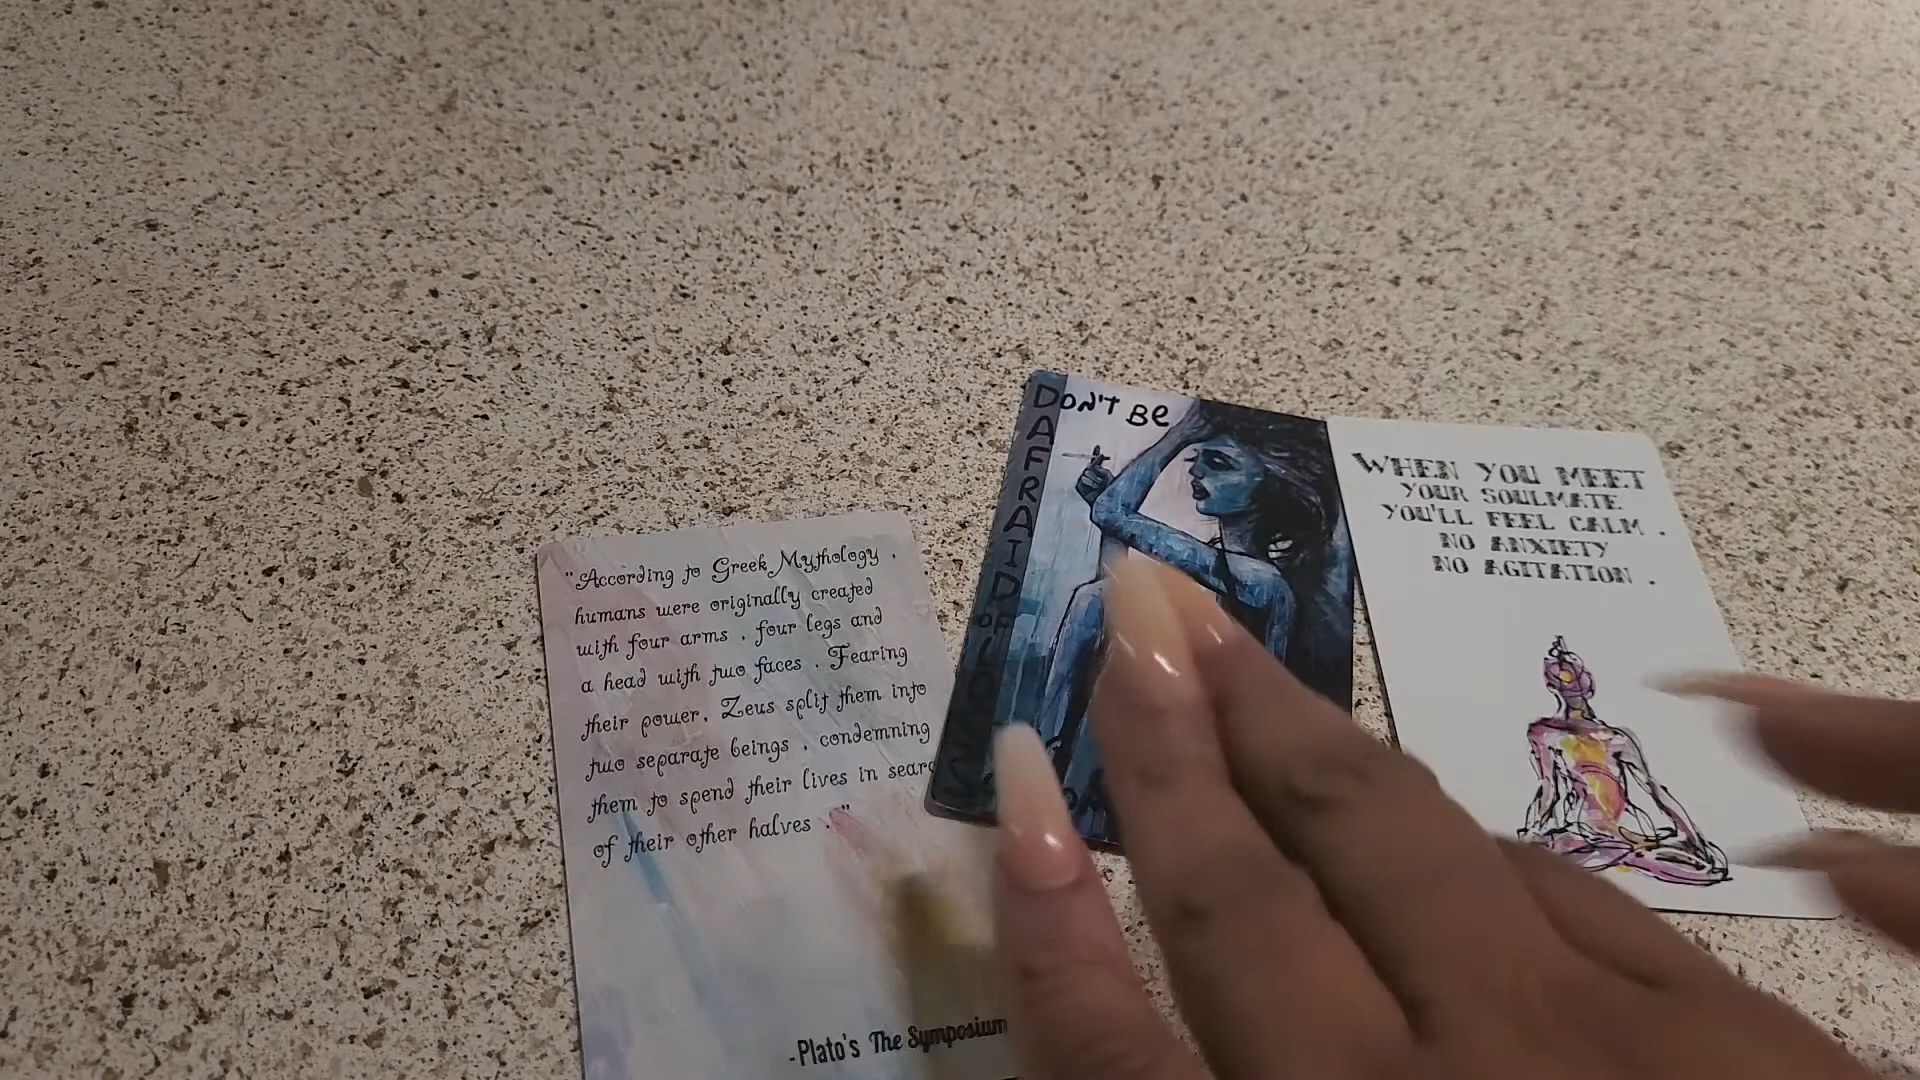 "According to Greek Mythology ,
humans were originally created
with four arms , four legs and
a head with two faces . Fearing
their power, Zeus split them into
two separate beings , condemning
them to spend their lives in searc
of their other halves ."
-Plato's The Symposium
DON'T BE
AFRAID
OF
WHEN YOU MEET
YOUR SOULMATE
YOU'LL FEEL CALM .
NO ANXIETY
NO AGITATION .